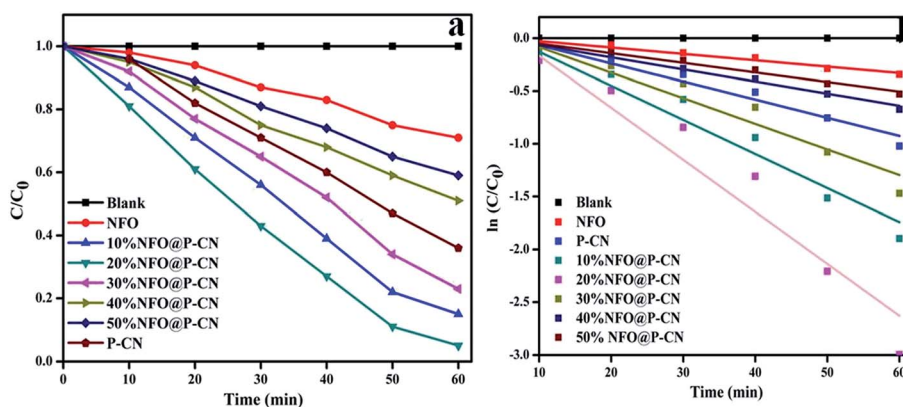 a
1.0
0.8
0.6
0.4
0.2
0.0
C/C0
Blank
NFO
10%NFO@P-CN
20%NFO@P-CN
30%NFO@P-CN
40%NFO@P-CN
50%NFO@P-CN
P-CN
0 10 20 30 40 50 60
Time (min)
0.0
-0.5
-1.0
-1.5
-2.0
-2.5
-3.0
ln (C/C0)
Blank
NFO
P-CN
10%NFO@P-CN
20%NFO@P-CN
30%NFO@P-CN
40%NFO@P-CN
50% NFO@P-CN
10 20 30 40 50 60
Time (min)